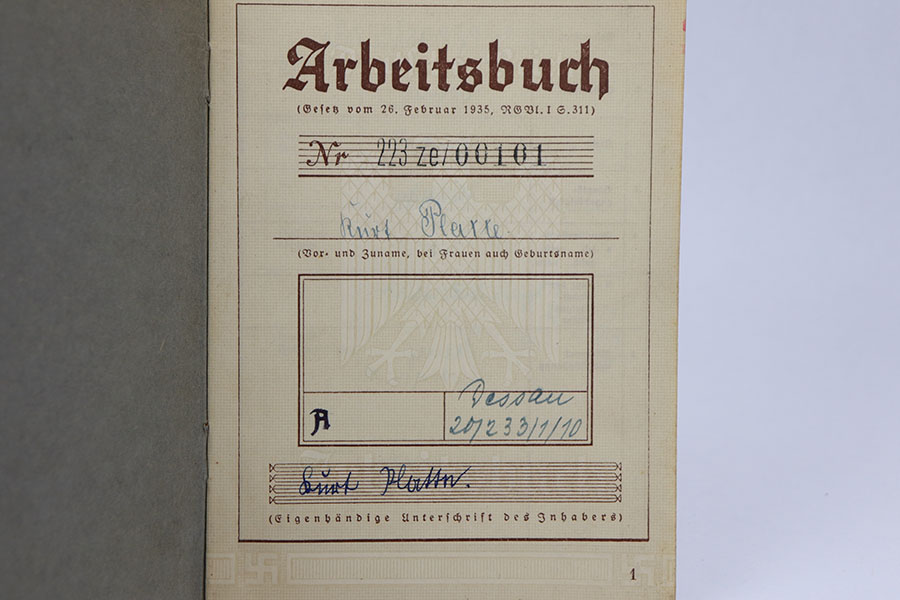 Arbeitsbuch
(Gesetz vom 26. Februar 1935, RGBl. I S. 311)
Nr 223 ze/00101
Kurt Platte.
(Vor- und Zuname, bei Frauen auch Geburtsname)
A
Dessau
20/233/1/10
Kurt Platte.
(Eigenhändige Unterschrift des Inhabers)
1